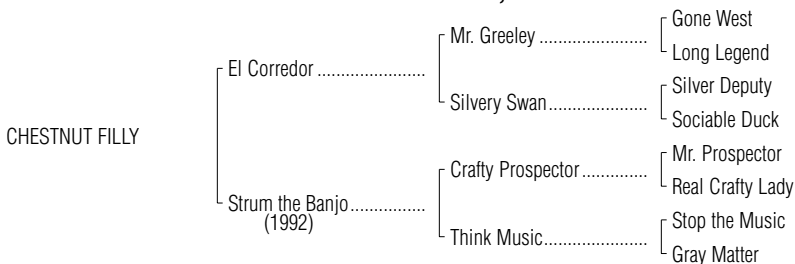 Gone West
Mr. Greeley ......................
Long Legend
El Corredor .......................
Silver Deputy
Silvery Swan.....................
Sociable Duck
CHESTNUT FILLY
Mr. Prospector
Crafty Prospector ..............
Real Crafty Lady
Strum the Banjo................
(1992)
Stop the Music
Think Music......................
Gray Matter